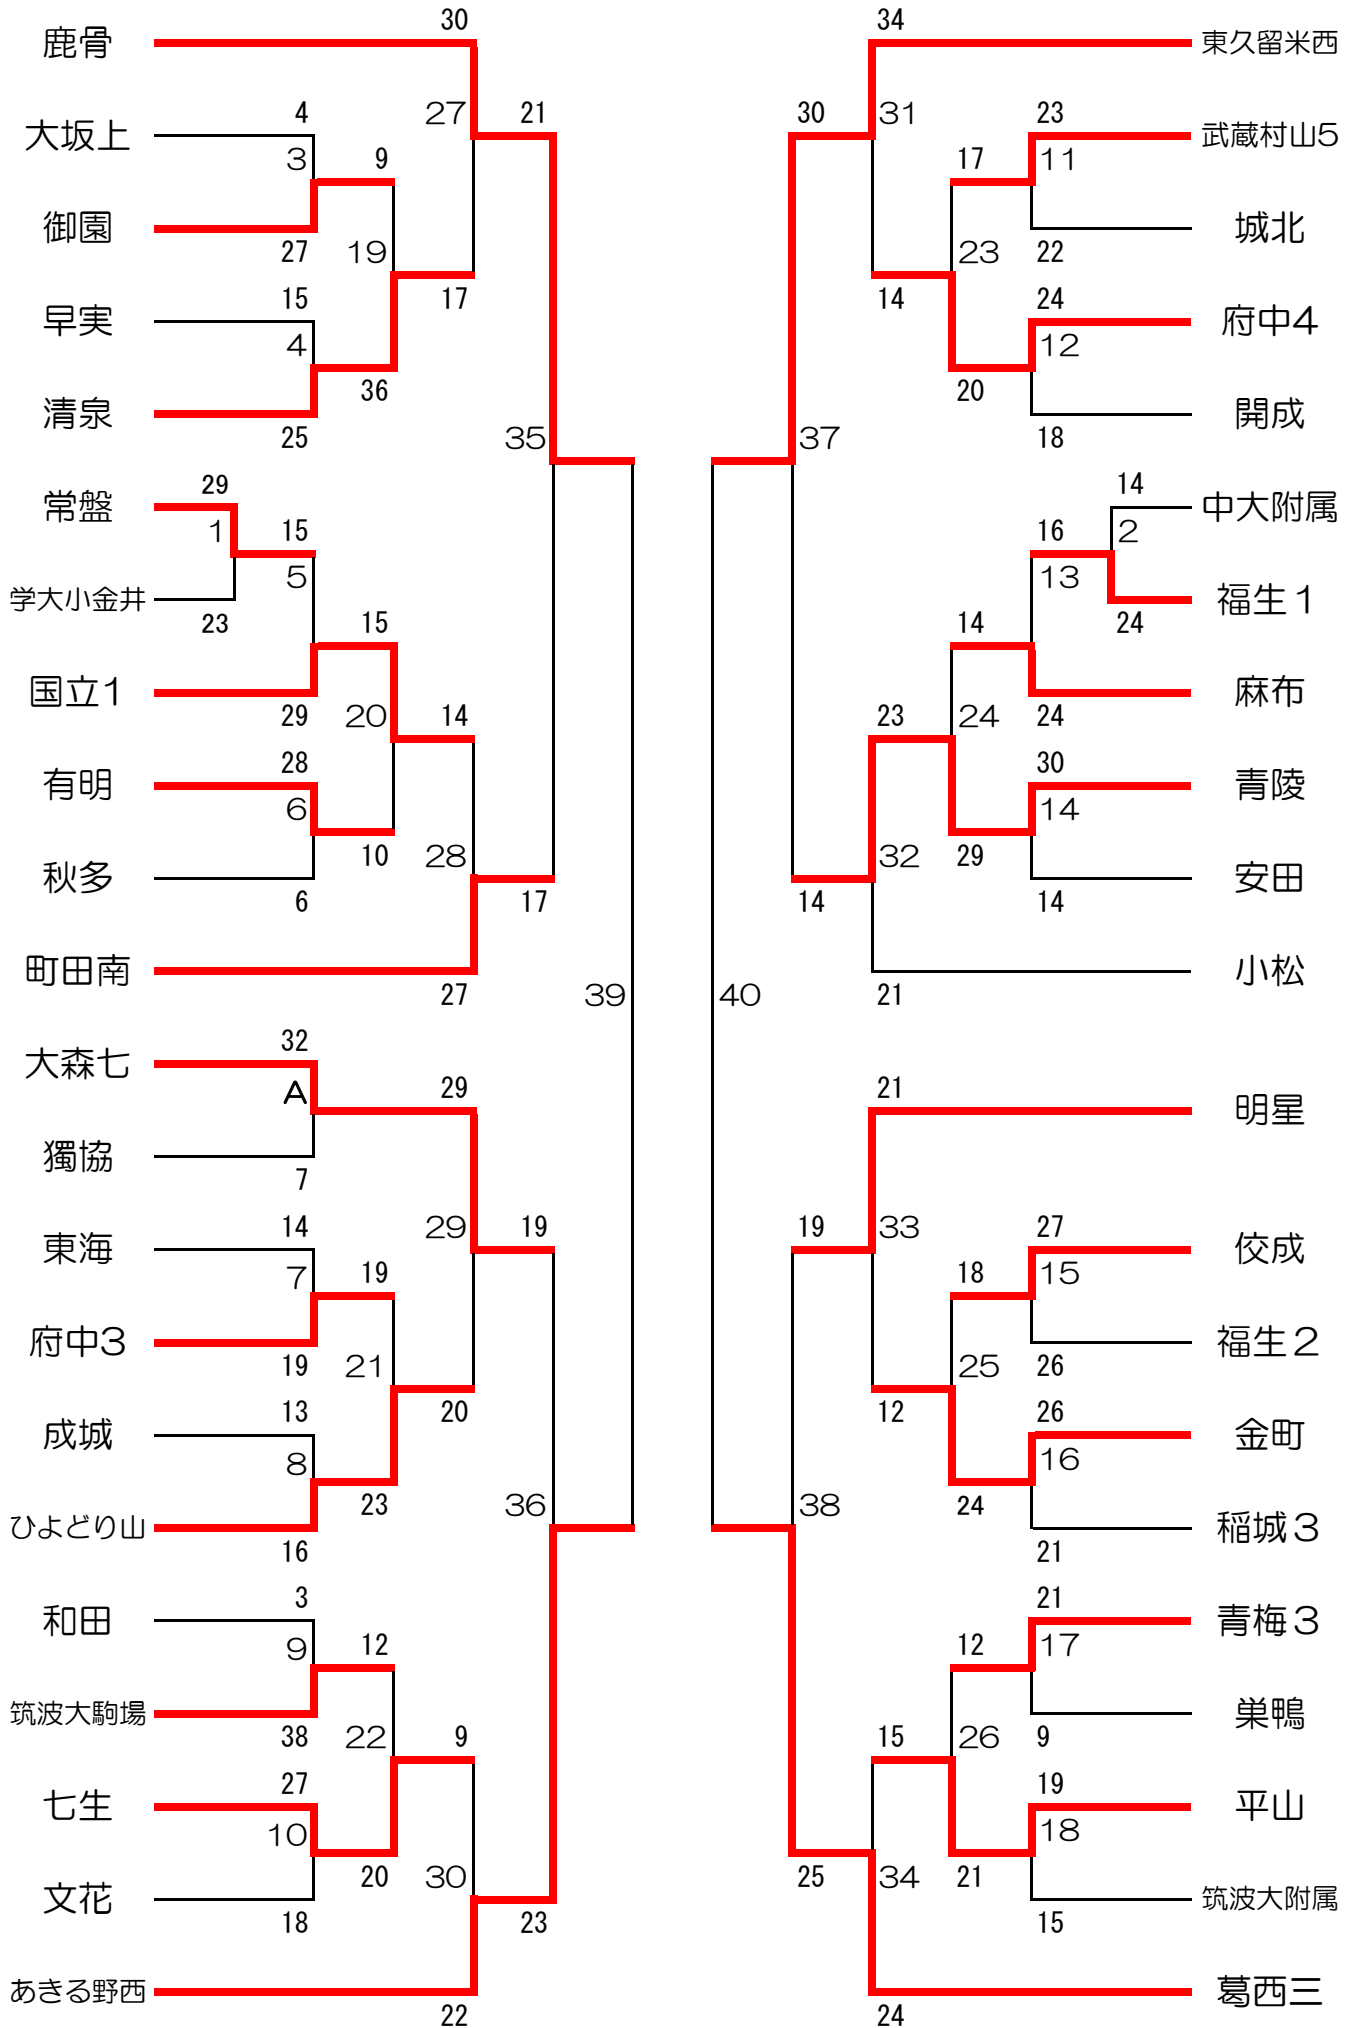 30
鹿骨
4
27
21
大坂上
3
9
御園
27
19
15
17
早実
4
36
清泉
25
35
29
常盤
1
15
5
学大小金井
23
15
国立1
29
20
14
28
有明
6
10
28
秋多
6
17
町田南
27
39
32
大森七
A
29
獨協
7
14
29
19
東海
7
19
府中3
19
21
13
20
成城
8
23
36
ひよどり山
16
3
和田
9
12
筑波大駒場
38
22
9
27
七生
10
20
30
文花
18
23
あきる野西
22
34
東久留米西
30
31
23
武蔵村山5
17
11
城北
23
22
14
24
府中4
12
20
開成
37
18
14
中大附属
16
2
13
福生1
14
24
麻布
23
24
24
30
青陵
14
32
29
安田
14
14
小松
21
40
21
明星
19
33
27
佼成
18
15
福生2
25
26
12
26
金町
16
38
24
稲城3
21
21
青梅3
12
17
巣鴨
15
26
9
19
平山
18
25
34
21
筑波大附属
15
葛西三
24